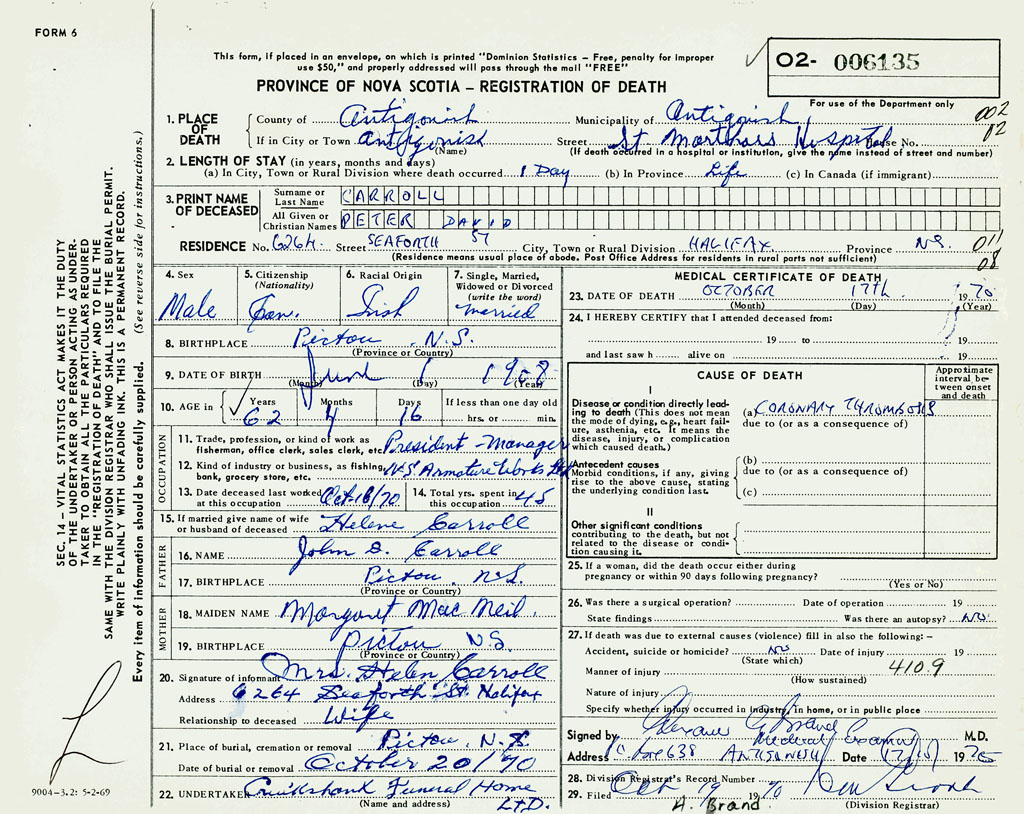 FORM 6
This form, if placed in an envelope, on which is printed "Dominion Statistics – Free, penalty for improper
use $50," and properly addressed will pass through the mail "FREE"
02- 006135
For use of the Department only
PROVINCE OF NOVA SCOTIA – REGISTRATION OF DEATH
002
02
1. PLACE OF DEATH
County of Antigonish Municipality of Antigonish
If in City or Town Antigonish Street St. Marthas Hospital House No.
(Name) (If death occurred in a hospital or institution, give the name instead of street and number)
2. LENGTH OF STAY (in years, months and days)
(a) In City, Town or Rural Division where death occurred 1 Day (b) In Province Life (c) In Canada (if immigrant)
3. PRINT NAME OF DECEASED
Surname or Last Name CARROLL
All Given or Christian Names PETER DAVID
RESIDENCE No. 6264 Street SEAFORTH ST City, Town or Rural Division HALIFAX Province N.S. 011
08
(Residence means usual place of abode. Post Office Address for residents in rural parts not sufficient)
4. Sex Male
5. Citizenship (Nationality) Can.
6. Racial Origin Irish
7. Single, Married, Widowed or Divorced (write the word) married
8. BIRTHPLACE Pictou, N.S.
(Province or Country)
9. DATE OF BIRTH June 1 1908
(Month) (Day) (Year)
10. AGE in Years 62 Months 4 Days 16 If less than one day old hrs. or min.
OCCUPATION
11. Trade, profession, or kind of work as fisherman, office clerk, sales clerk, etc. President-Manager
12. Kind of industry or business, as fishing, bank, grocery store, etc. N.S. Armature Works Ltd
13. Date deceased last worked at this occupation Oct-16/70
14. Total yrs. spent in this occupation 45
15. If married give name of wife or husband of deceased Helene Carroll
FATHER
16. NAME John D. Carroll
17. BIRTHPLACE Pictou, N.S.
(Province or Country)
MOTHER
18. MAIDEN NAME Margaret MacNeil
19. BIRTHPLACE Pictou N.S.
(Province or Country)
20. Signature of informant Mrs. Helen Carroll
Address 6264 Seaforth St. Halifax
Relationship to deceased Wife
21. Place of burial, cremation or removal Pictou, N.S.
Date of burial or removal October 20/70
22. UNDERTAKER Cruikshank Funeral Home LTD.
(Name and address)
MEDICAL CERTIFICATE OF DEATH
23. DATE OF DEATH OCTOBER 17th 1970
(Month) (Day) (Year)
24. I HEREBY CERTIFY that I attended deceased from:
19 to 19
and last saw h alive on 19
CAUSE OF DEATH
Approximate interval between onset and death
I
Disease or condition directly leading to death (This does not mean the mode of dying, e.g., heart failure, asthenia, etc. It means the disease, injury, or complication which caused death.)
(a) CORONARY THROMBOSIS
due to (or as a consequence of)
Antecedent causes
Morbid conditions, if any, giving rise to the above cause, stating the underlying condition last.
(b)
due to (or as a consequence of)
(c)
II
Other significant conditions
contributing to the death, but not related to the disease or condition causing it.
25. If a woman, did the death occur either during
pregnancy or within 90 days following pregnancy?
(Yes or No)
26. Was there a surgical operation? Date of operation 19
State findings Was there an autopsy? NO
27. If death was due to external causes (violence) fill in also the following: –
Accident, suicide or homicide? NO Date of injury 19
(State which)
Manner of injury 4109
(How sustained)
Nature of injury
Specify whether injury occurred in industry, in home, or in public place
Signed by M.D.
Medical Examiner
Address Box 638 ANTIGONISH Date 1970
28. Division Registrar's Record Number
29. Filed Oct 19 1970
A. Brand (Division Registrar)
SEC. 14 – VITAL STATISTICS ACT MAKES IT THE DUTY
OF THE UNDERTAKER OR PERSON ACTING AS UNDER-
TAKER TO OBTAIN ALL THE PARTICULARS REQUIRED
IN THE "REGISTRATION OF DEATH" AND TO FILE THE
SAME WITH THE DIVISION REGISTRAR WHO SHALL ISSUE THE BURIAL PERMIT.
WRITE PLAINLY WITH UNFADING INK. THIS IS A PERMANENT RECORD.
Every item of information should be carefully supplied. (See reverse side for instructions.)
9004-3.2: 5-2-69